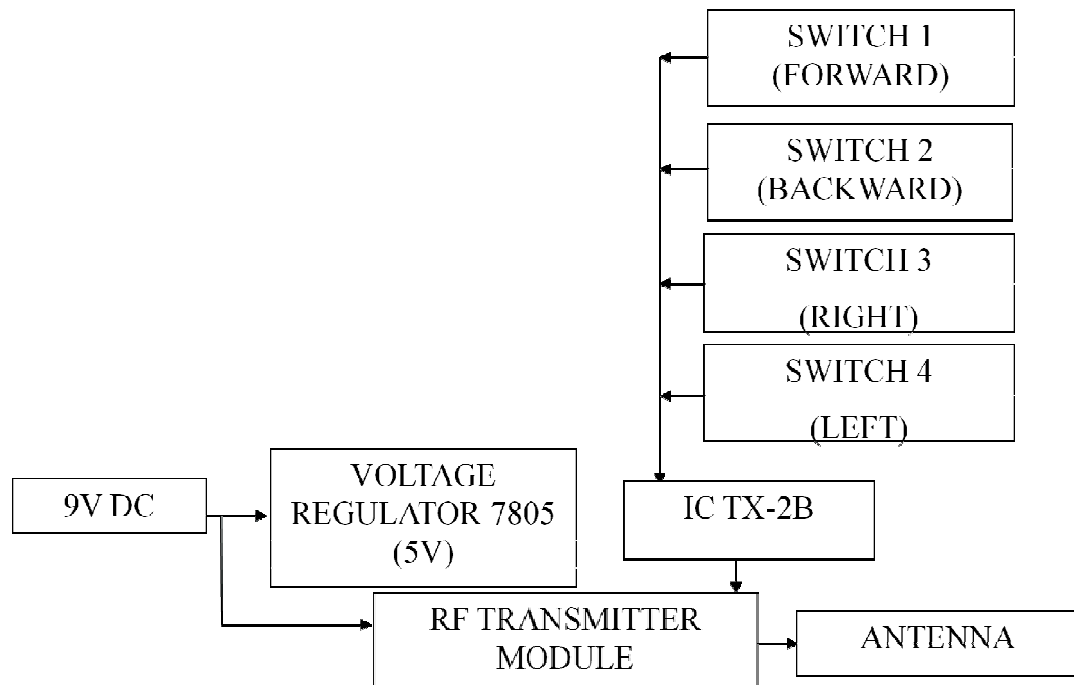 SWITCH 1
(FORWARD)
SWITCH 2
(BACKWARD)
SWITCH 3
(RIGHT)
SWITCH 4
(LEFT)
VOLTAGE
REGULATOR 7805
(5V)
9V DC
IC TX-2B
RF TRANSMITTER
MODULE
ANTENNA